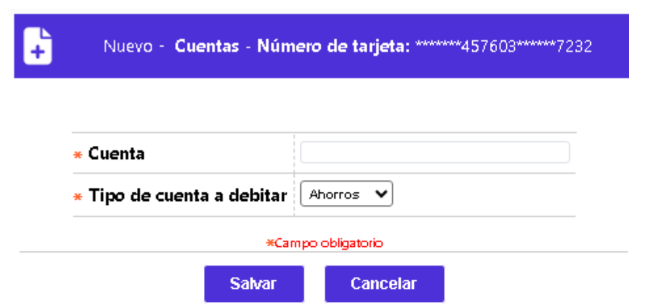 Nuevo - Cuentas - Número de tarjeta: *******457603******7232
* Cuenta
* Tipo de cuenta a debitar Ahorros
*Campo obligatorio
Salvar Cancelar